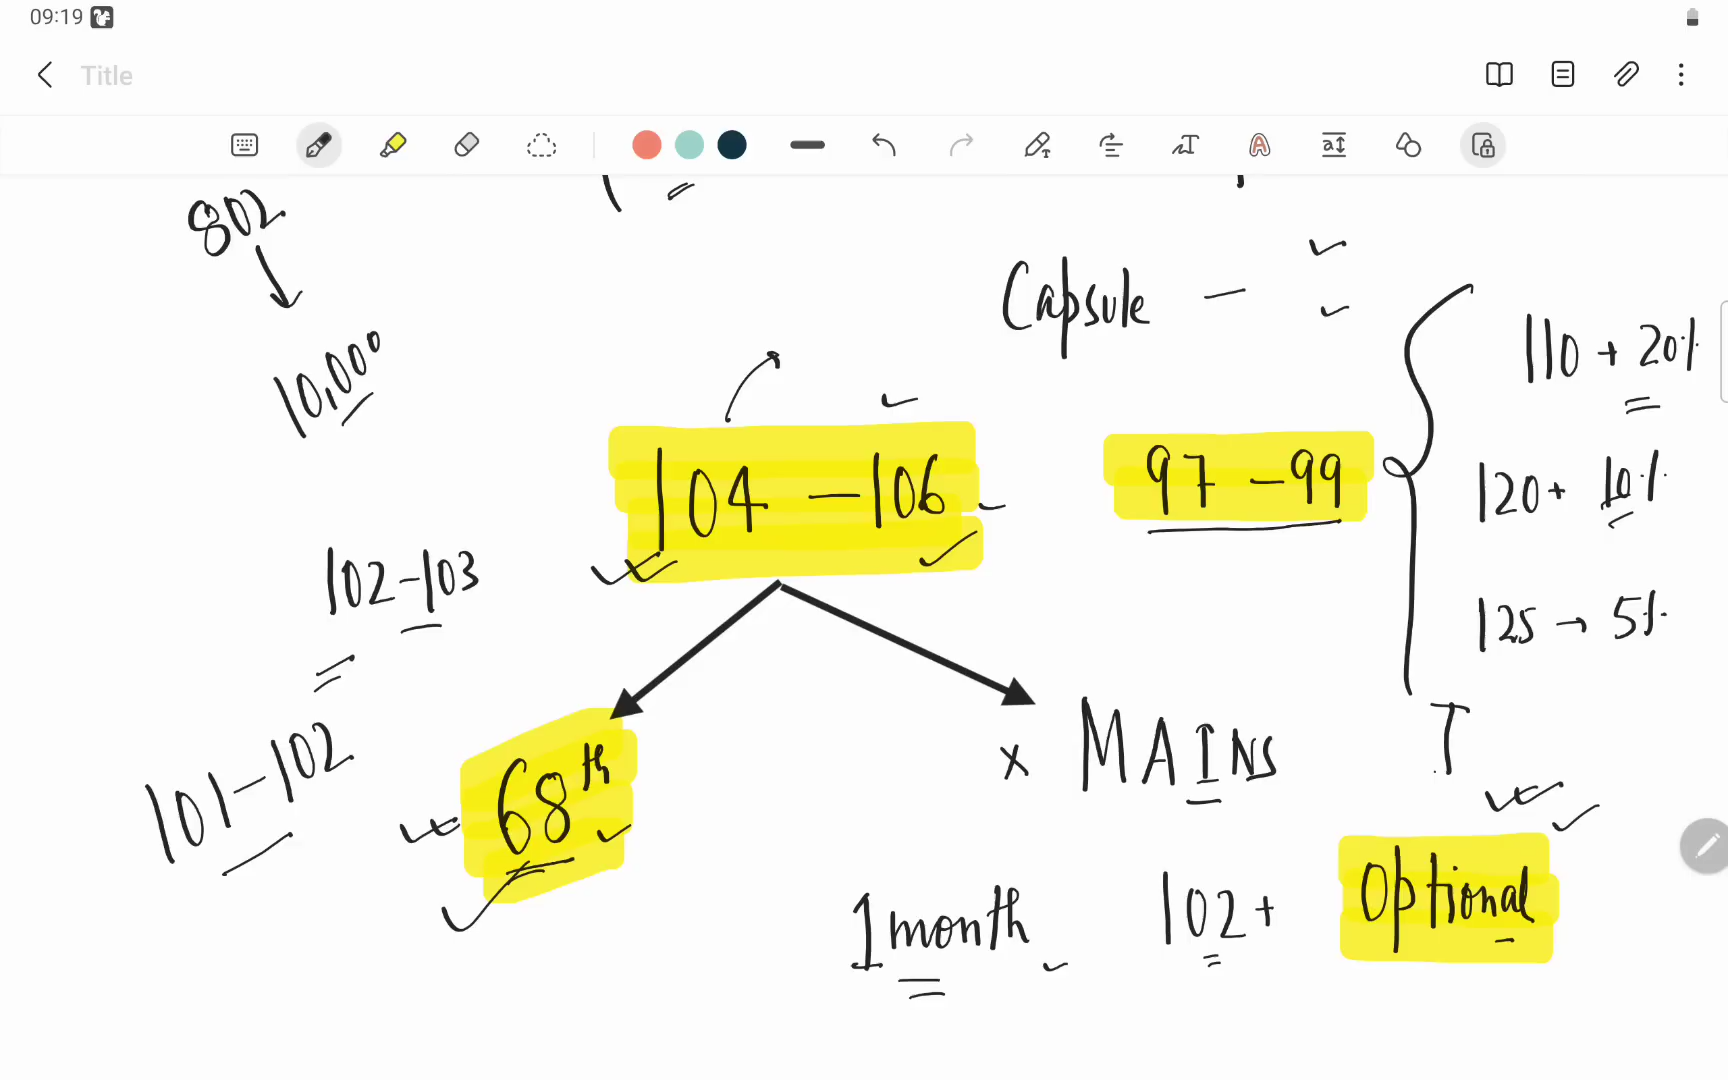 09:19
Title
802
10,000
Capsule -
110 + 20%
104 - 106
97 - 99
120 + 10%
102 - 103
125 → 5%
101 - 102
68th
x MAINS
T
1 month
102 +
Optional